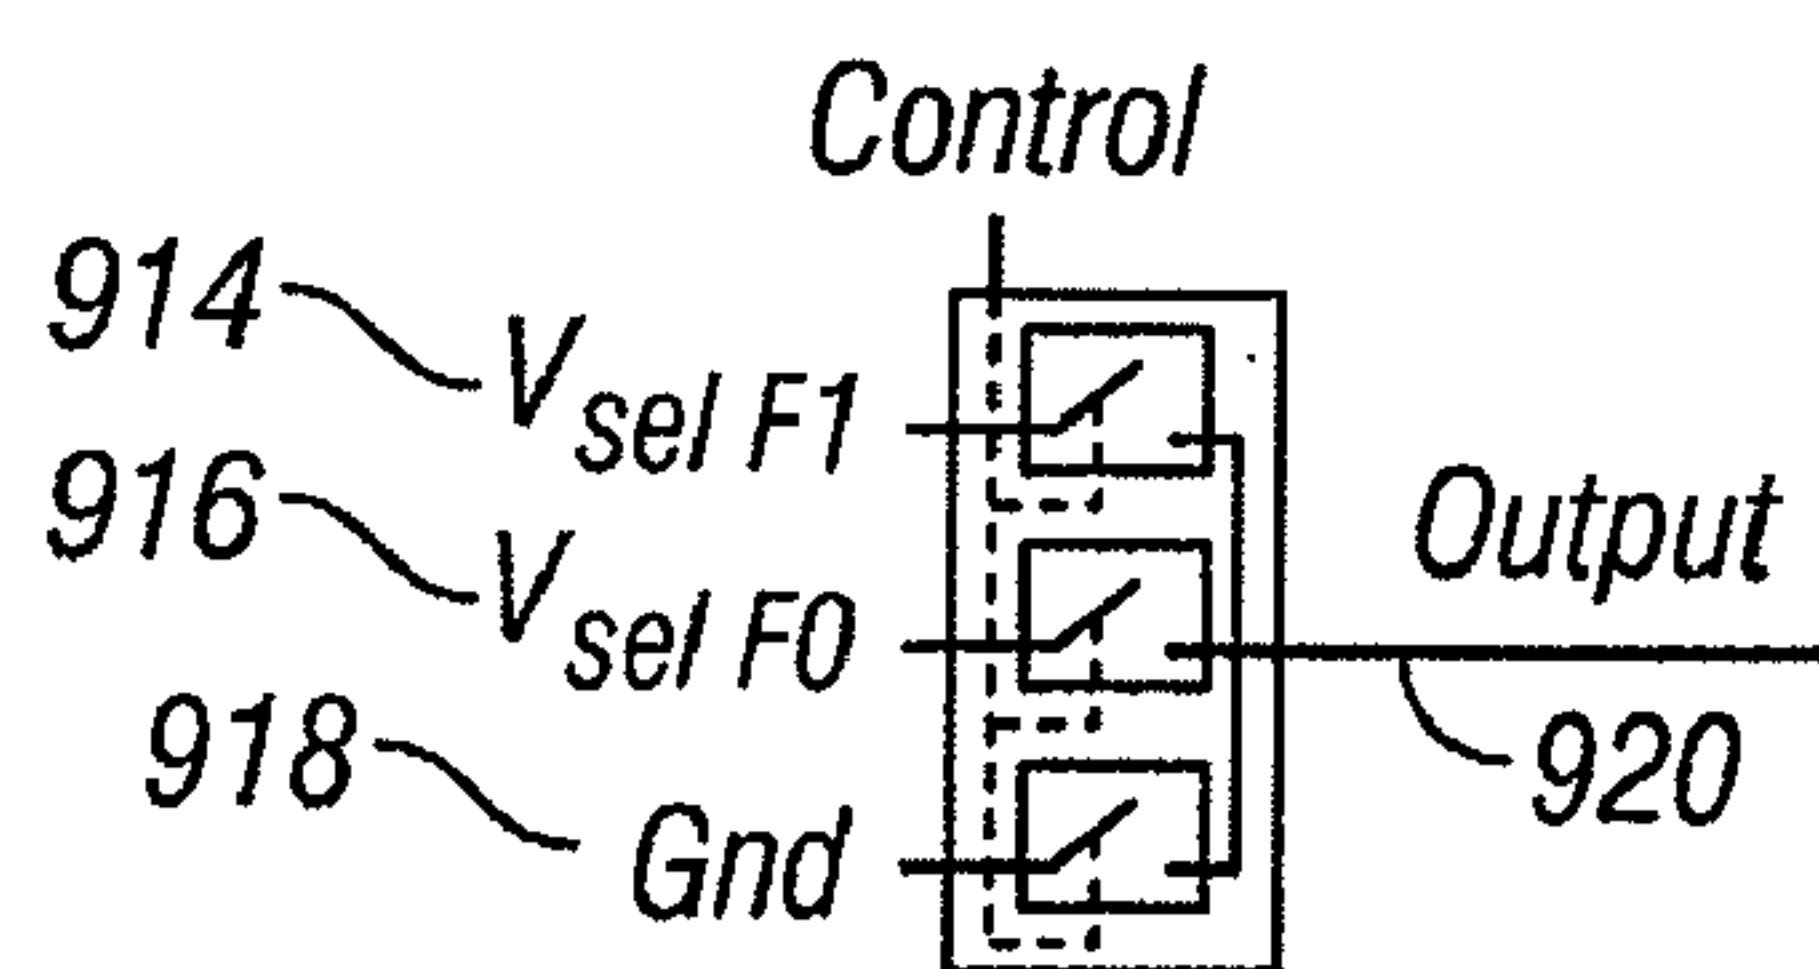 Control
914
V sel F1
916
V sel F0
Output
918
Gnd
920